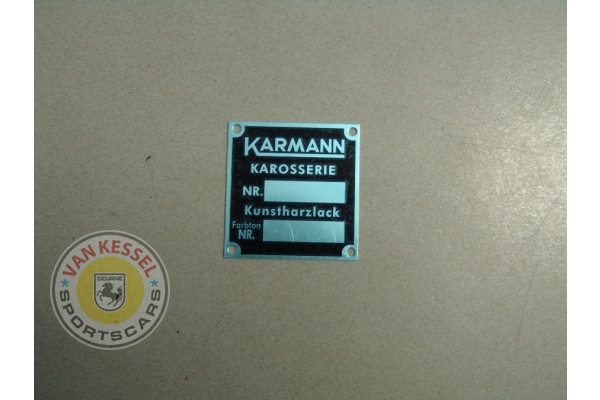 KARMANN
KAROSSERIE
NR.
Kunstharzlack
Farbton
NR.
VAN KESSEL
DEURNE
SPORTSCARS